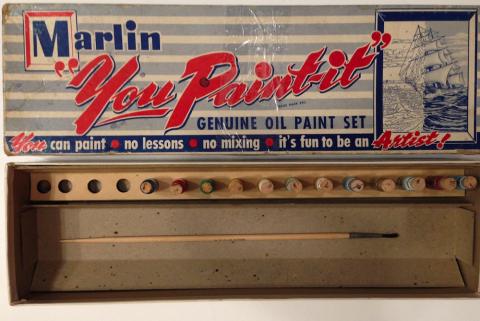 Marlin
"You Paint-it"
GENUINE OIL PAINT SET
You can paint • no lessons • no mixing • it's fun to be an Artist!